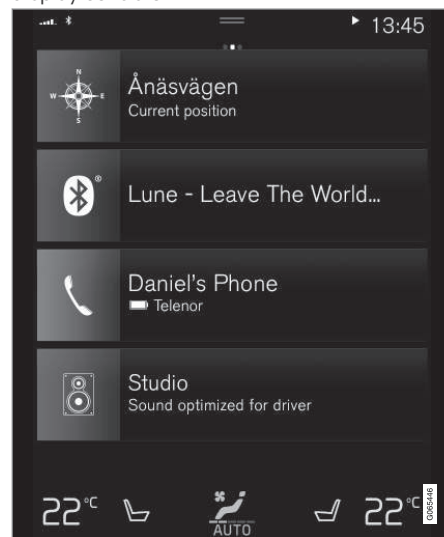 13:45
N
W E
S
Ånäsvägen
Current position
®
Lune - Leave The World...
Daniel's Phone
Telenor
Studio
Sound optimized for driver
22°C
AUTO
22°C
G065446